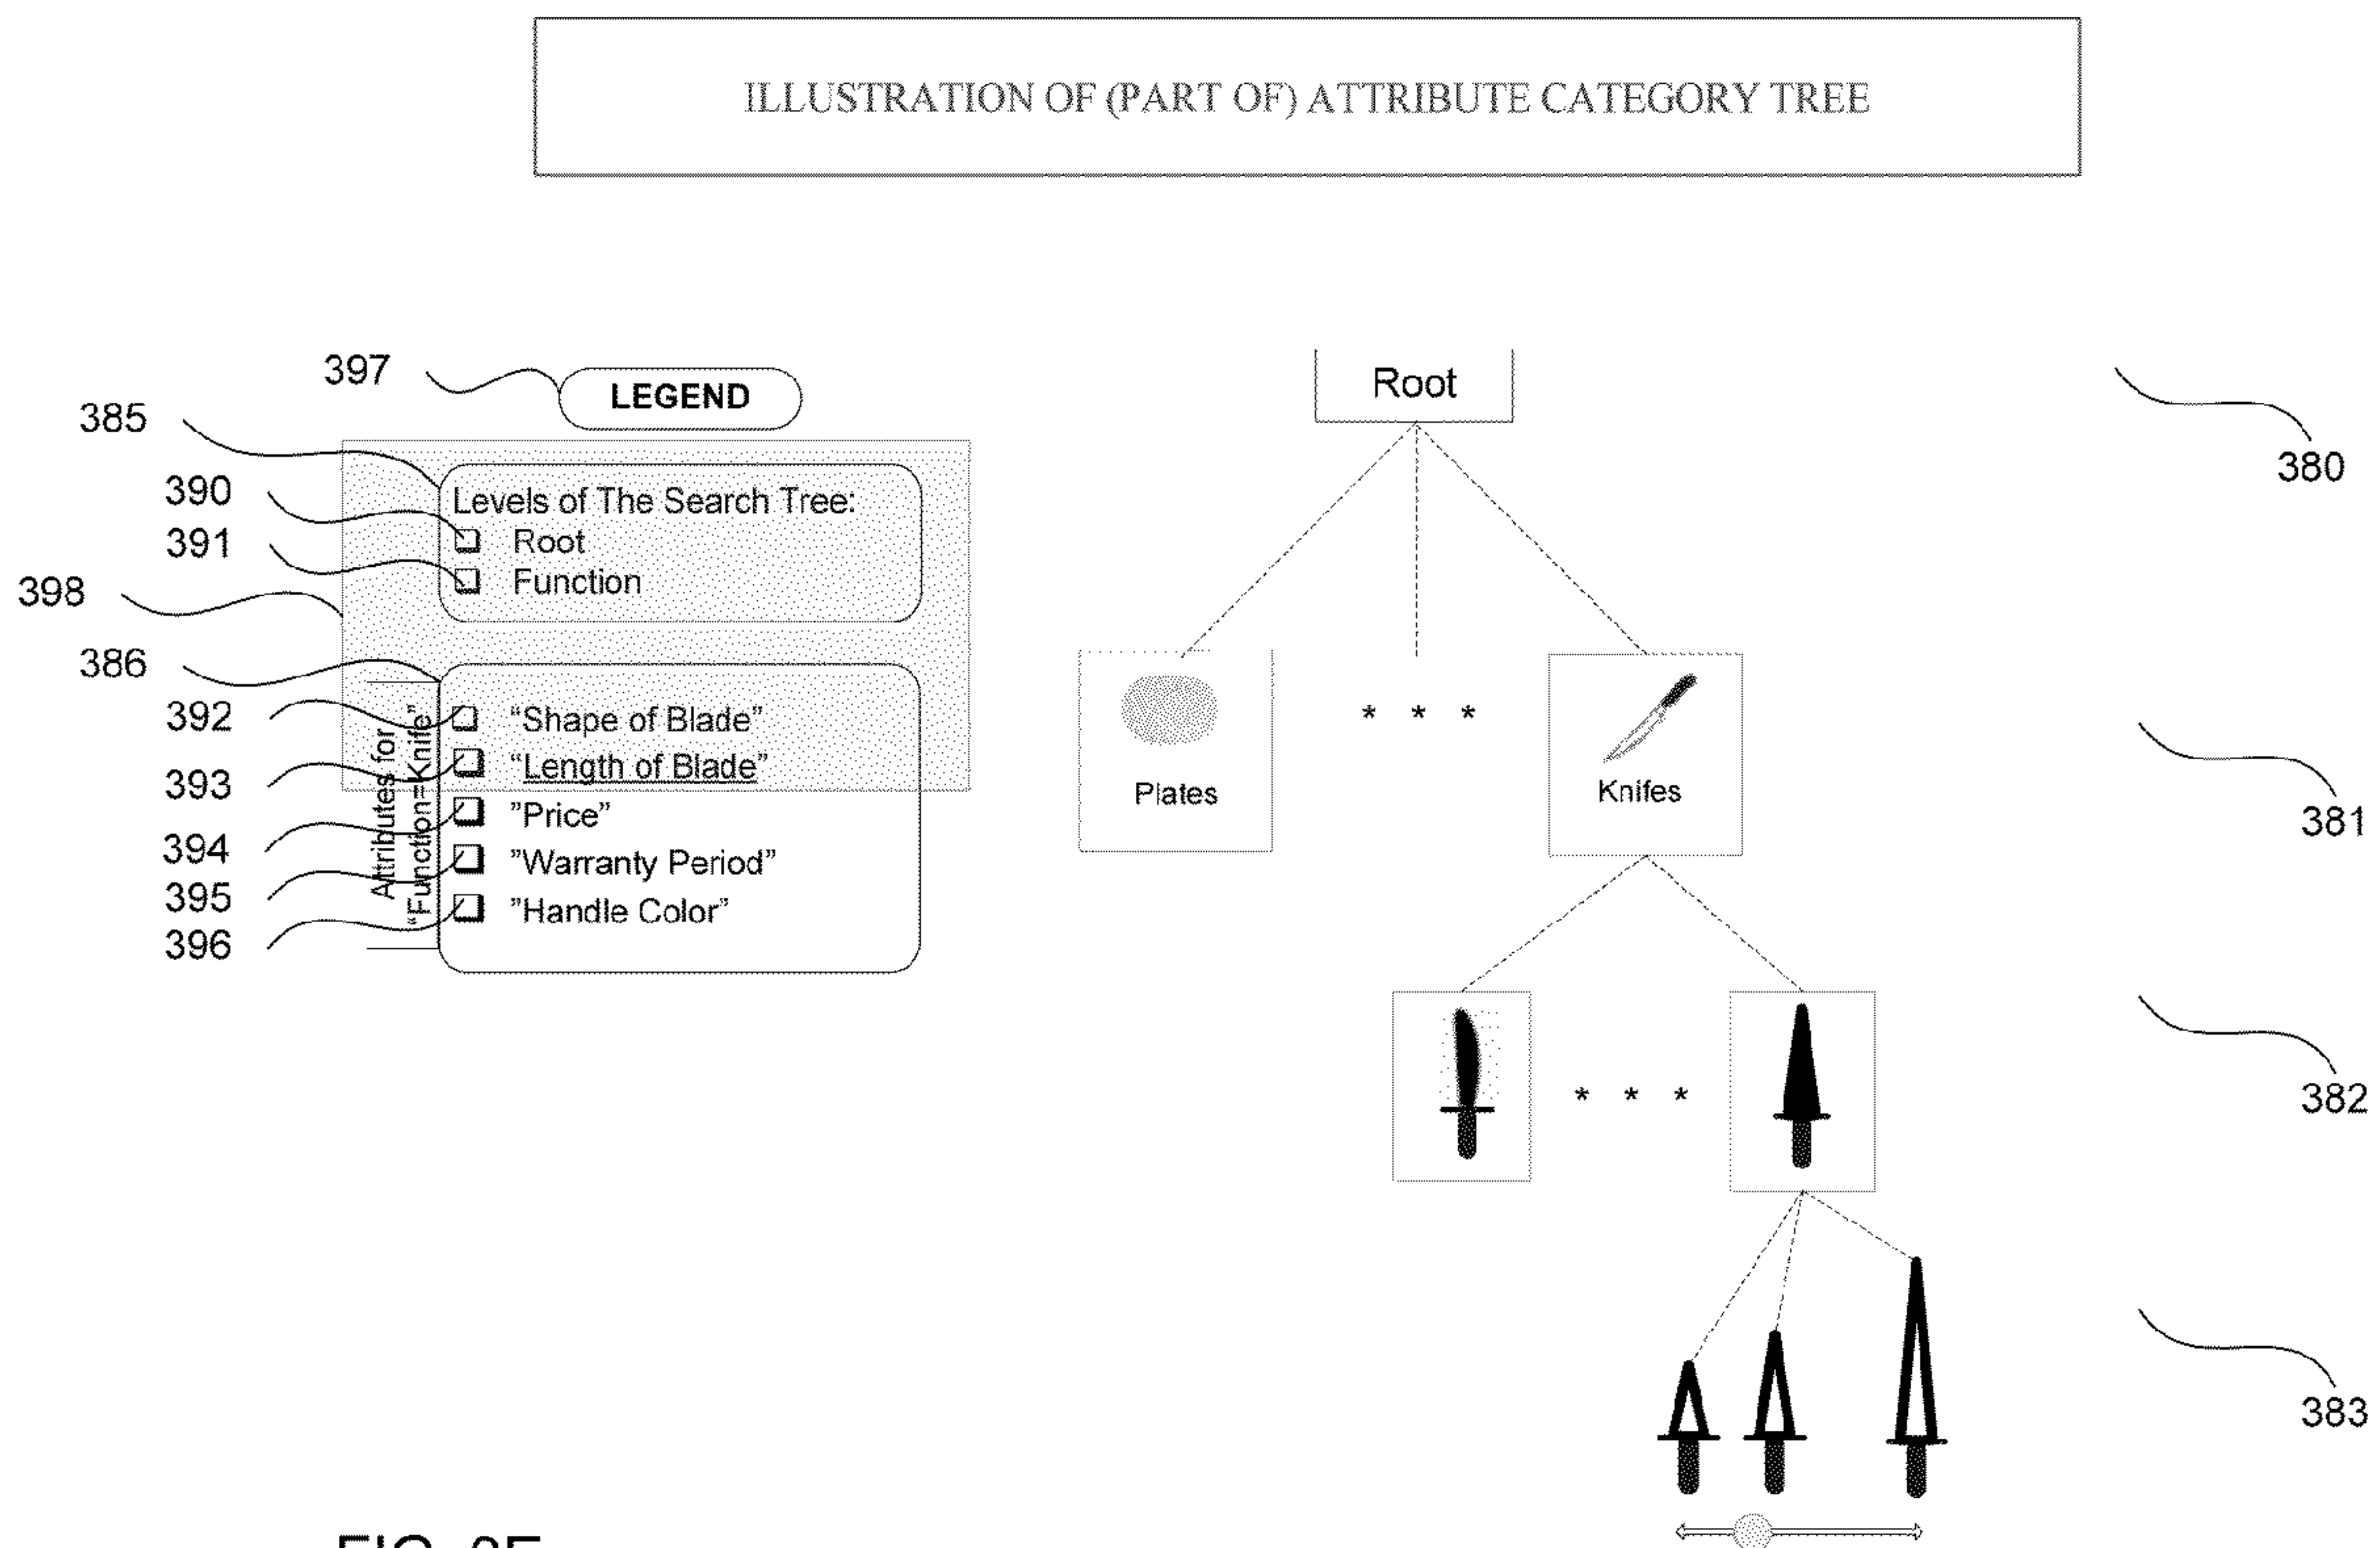 ILLUSTRATION OF (PART OF) ATTRIBUTE CATEGORY TREE
397
LEGEND
385
390
Levels of The Search Tree:
Root
391
Function
398
386
Attributes for
“Function=Knife”
392
“Shape of Blade”
393
“Length of Blade”
394
”Price”
395
”Warranty Period”
396
”Handle Color”
Root
380
Plates
* * *
Knifes
381
* * *
382
383